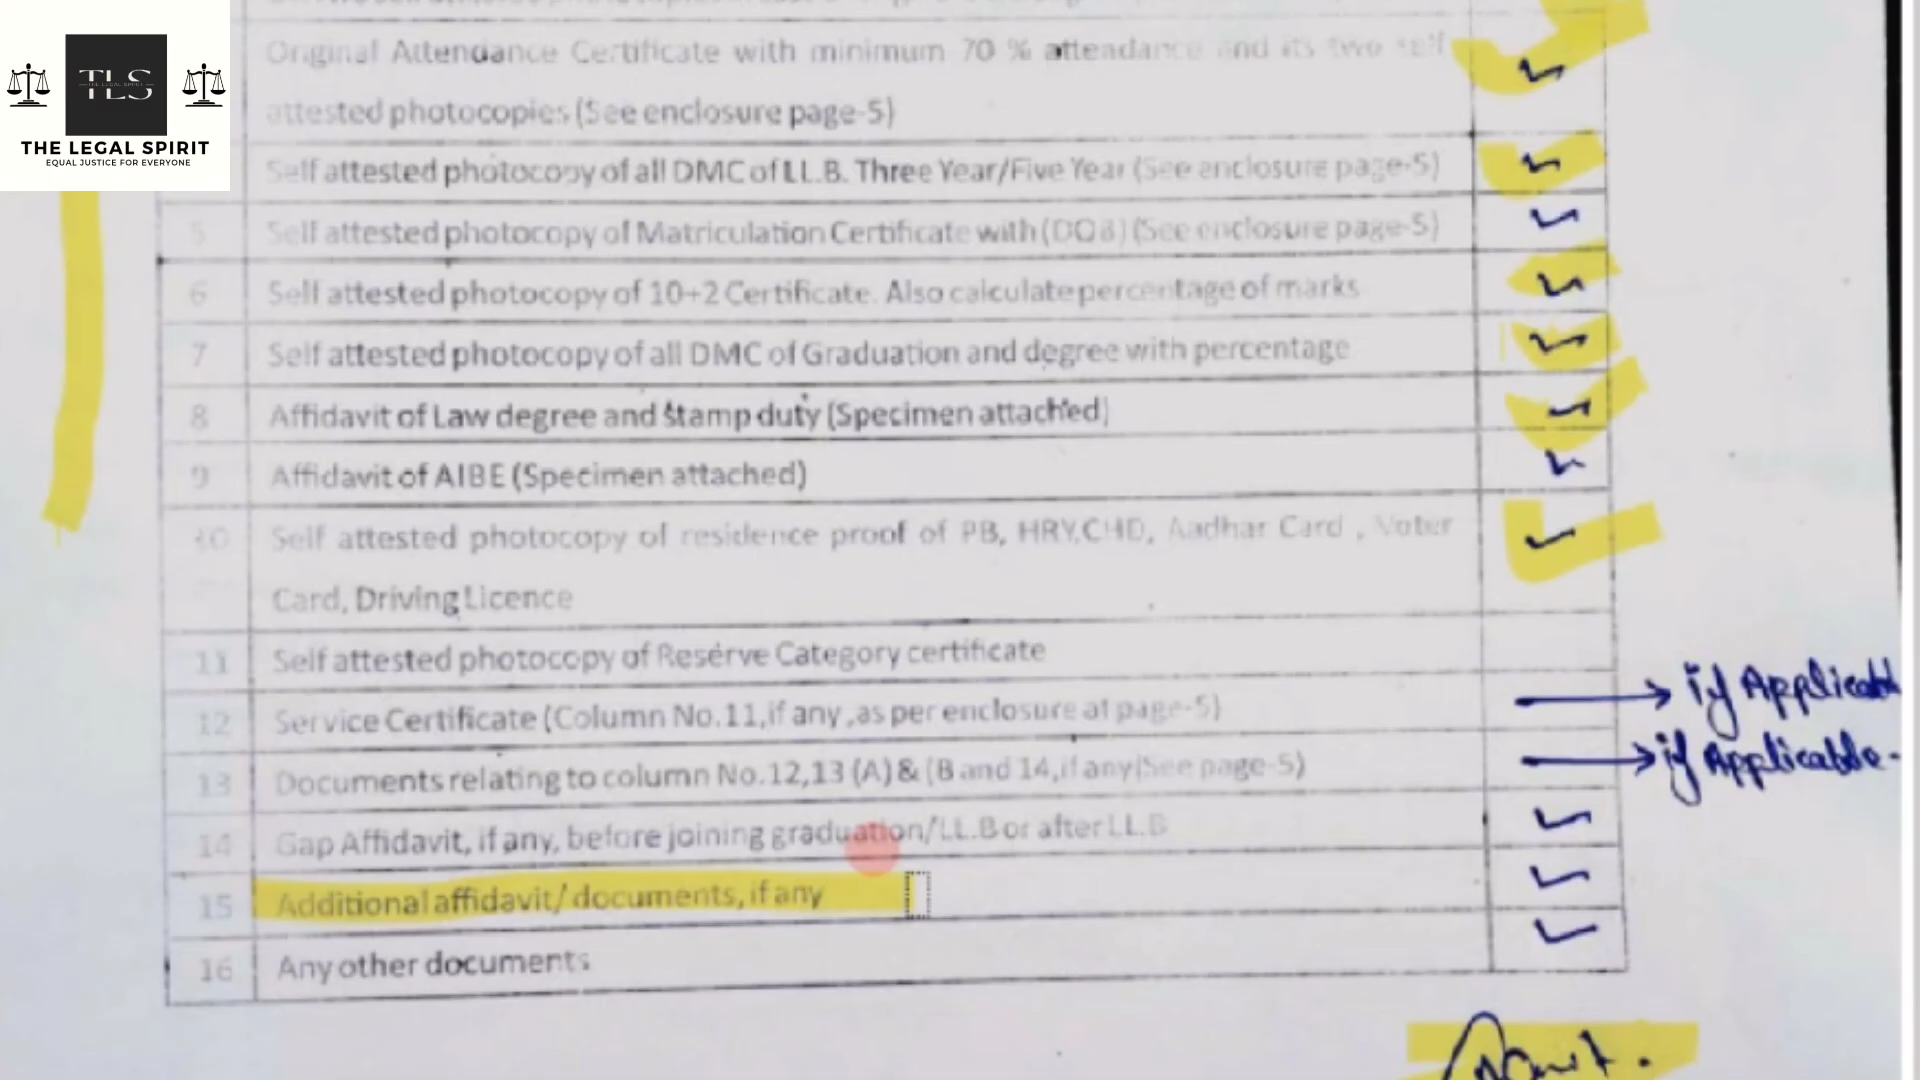 TLS
THE LEGAL SPIRIT
THE LEGAL SPIRIT
EQUAL JUSTICE FOR EVERYONE
Original Attendance Certificate with minimum 70 % attendance and its two self
attested photocopies (See enclosure page-5)
Self attested photocopy of all DMC of LL.B. Three Year/Five Year (See enclosure page-5)
5 Self attested photocopy of Matriculation Certificate with (DOB) (See enclosure page-5)
6 Self attested photocopy of 10+2 Certificate. Also calculate percentage of marks
7 Self attested photocopy of all DMC of Graduation and degree with percentage
8 Affidavit of Law degree and stamp duty (Specimen attached)
9 Affidavit of AIBE (Specimen attached)
10 Self attested photocopy of residence proof of PB, HRY,CHD, Aadhar Card , Voter
Card, Driving Licence
11 Self attested photocopy of Reserve Category certificate
12 Service Certificate (Column No.11,if any ,as per enclosure at page-5) → if Applicable
13 Documents relating to column No.12,13 (A) & (B and 14,if any(See page-5) → if Applicable.
14 Gap Affidavit, if any, before joining graduation/LL.B or after LL.B
15 Additional affidavit/ documents, if any
16 Any other documents